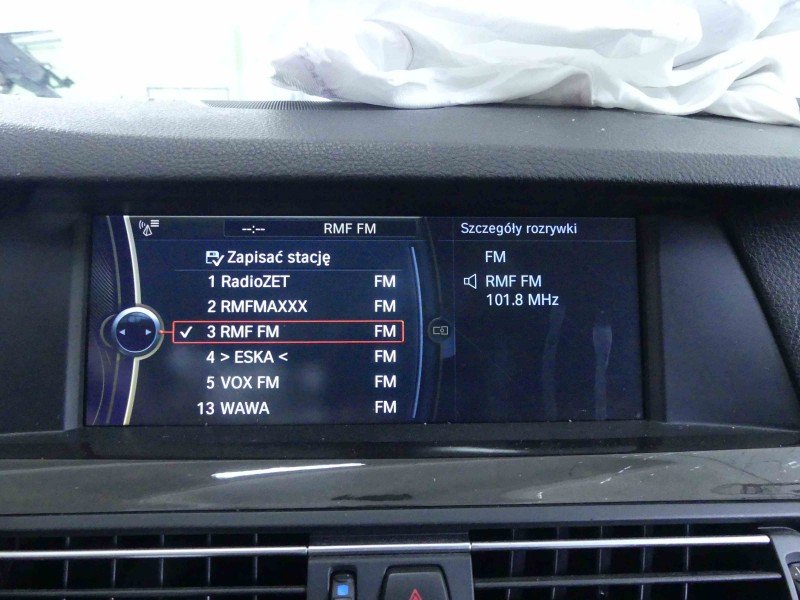 --:-- RMF FM
Zapisać stację
1 RadioZET FM
2 RMFMAXXX FM
3 RMF FM FM
4 > ESKA < FM
5 VOX FM FM
13 WAWA FM
Szczegóły rozrywki
FM
RMF FM
101.8 MHz